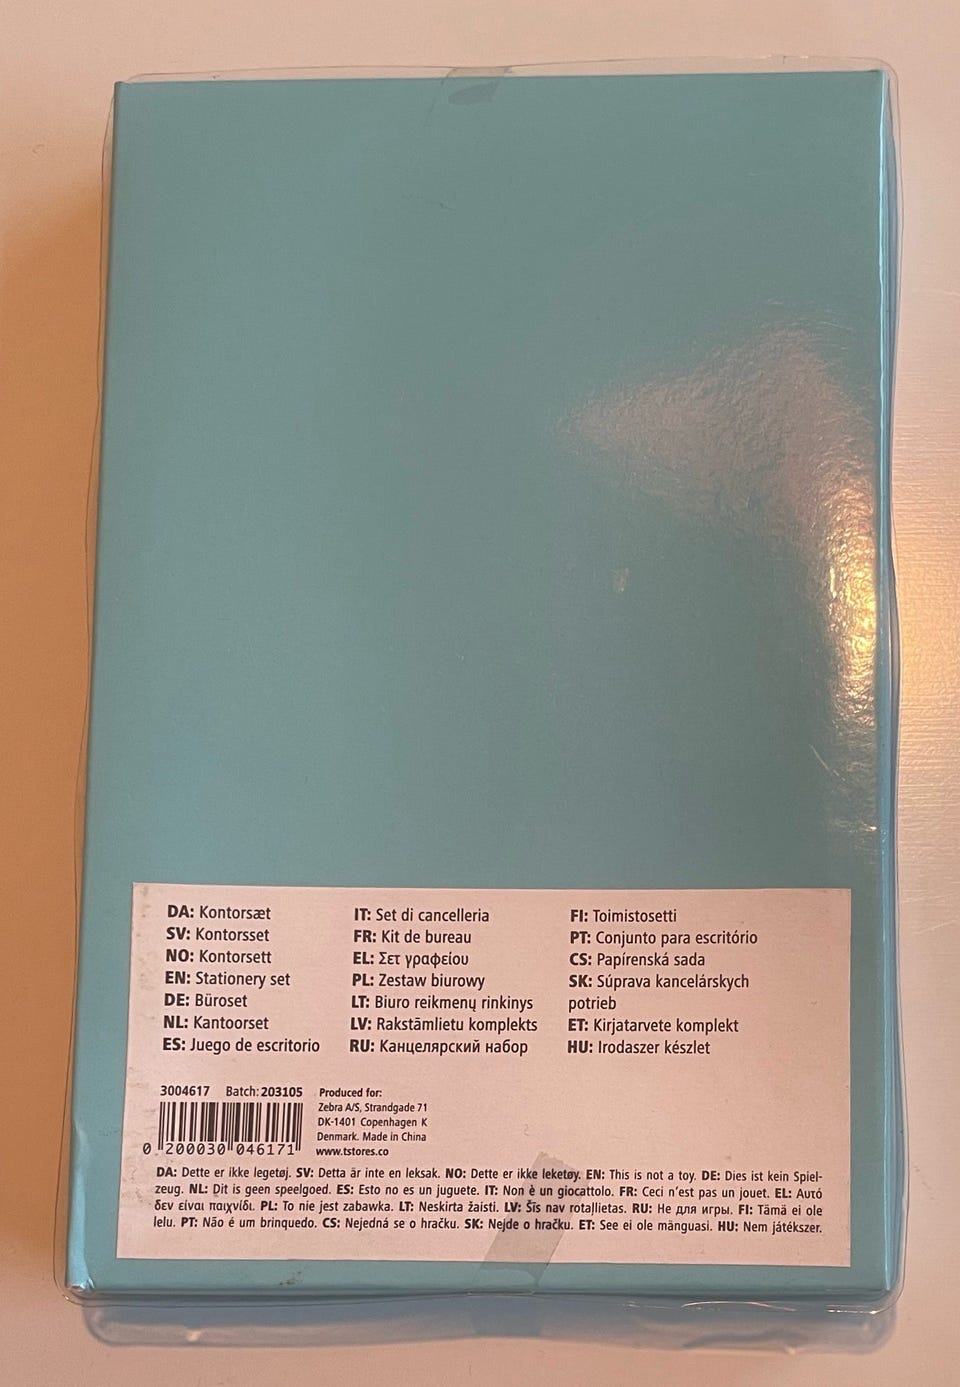 DA: Kontorsæt
SV: Kontorsset
NO: Kontorsett
EN: Stationery set
DE: Büroset
NL: Kantoorset
ES: Juego de escritorio
IT: Set di cancelleria
FR: Kit de bureau
EL: Σετ γραφείου
PL: Zestaw biurowy
LT: Biuro reikmenų rinkinys
LV: Rakstāmlietu komplekts
RU: Канцелярский набор
FI: Toimistosetti
PT: Conjunto para escritório
CS: Papírenská sada
SK: Súprava kancelárskych
potrieb
ET: Kirjatarvete komplekt
HU: Irodaszer készlet
3004617 Batch: 203105
0 200030 046171
Produced for:
Zebra A/S, Strandgade 71
DK-1401 Copenhagen K
Denmark. Made in China
www.tstores.co
DA: Dette er ikke legetøj. SV: Detta är inte en leksak. NO: Dette er ikke leketøy. EN: This is not a toy. DE: Dies ist kein Spiel-
zeug. NL: Dit is geen speelgoed. ES: Esto no es un juguete. IT: Non è un giocattolo. FR: Ceci n'est pas un jouet. EL: Αυτό
δεν είναι παιχνίδι. PL: To nie jest zabawka. LT: Neskirta žaisti. LV: Šīs nav rotaļlietas. RU: Не для игры. FI: Tämä ei ole
lelu. PT: Não é um brinquedo. CS: Nejedná se o hračku. SK: Nejde o hračku. ET: See ei ole mänguasi. HU: Nem játékszer.